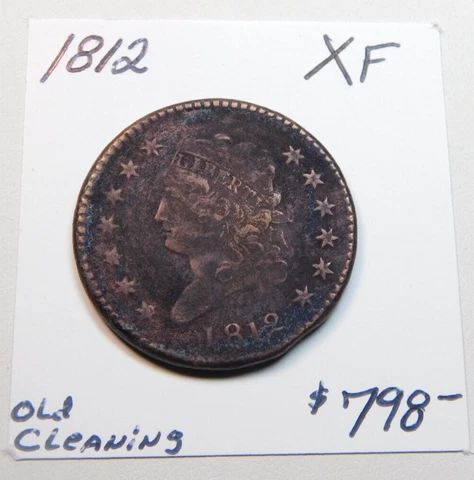 1812 XF
LIBERTY
1812
Old
Cleaning
$798-